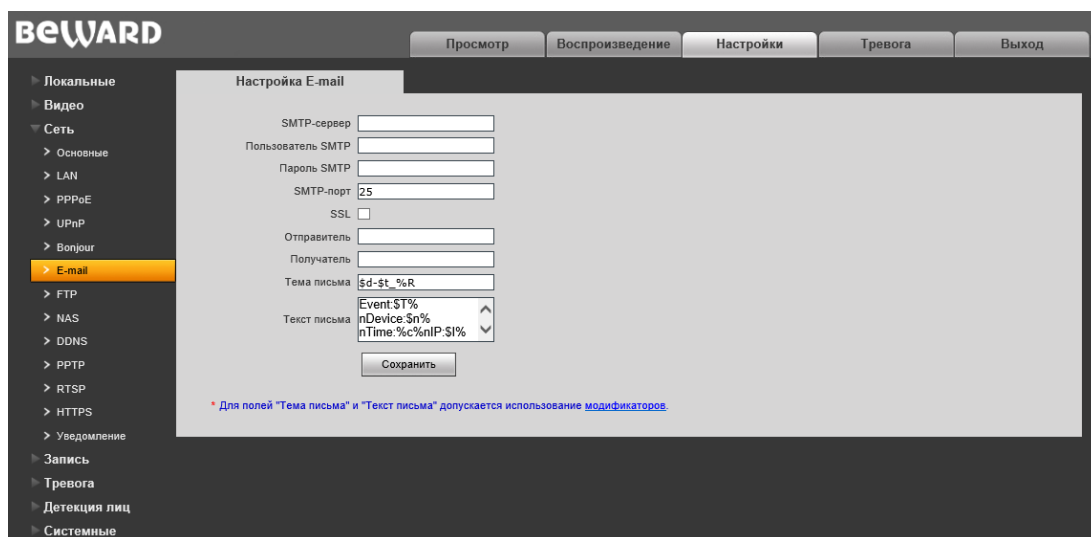 BEWARD
Просмотр
Воспроизведение
Настройки
Тревога
Выход
Локальные
Видео
Сеть
Основные
LAN
PPPoE
UPnP
Bonjour
E-mail
FTP
NAS
DDNS
PPTP
RTSP
HTTPS
Уведомление
Запись
Тревога
Детекция лиц
Системные
Настройка E-mail
SMTP-сервер
Пользователь SMTP
Пароль SMTP
SMTP-порт 25
SSL
Отправитель
Получатель
Тема письма $d-$t_%R
Текст письма
Event:$T%
nDevice:$n%
nTime:%c%nIP:$I%
Сохранить
* Для полей "Тема письма" и "Текст письма" допускается использование модификаторов.